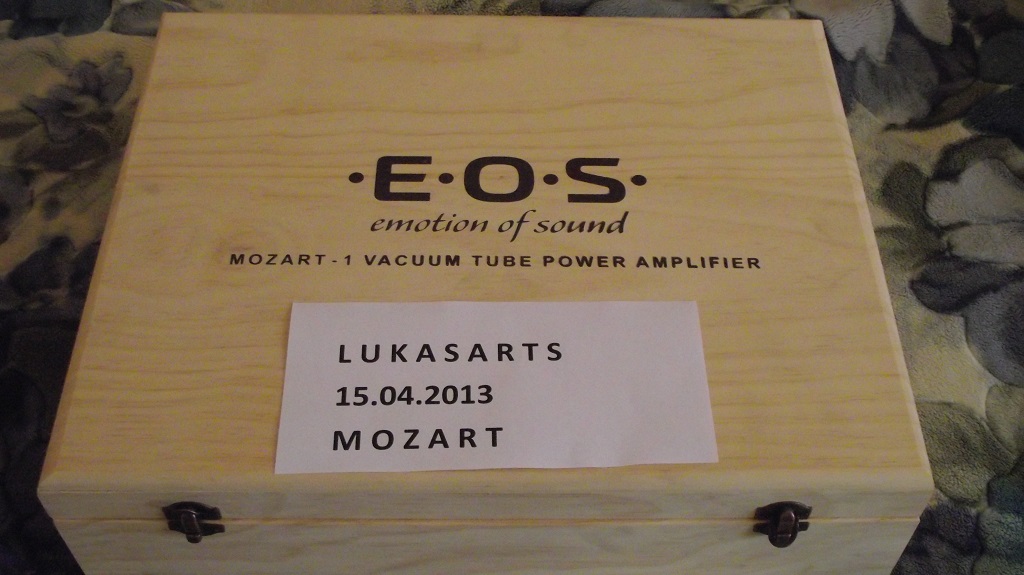 ·E·O·S·
emotion of sound
MOZART-1 VACUUM TUBE POWER AMPLIFIER
LUKASARTS
15.04.2013
MOZART